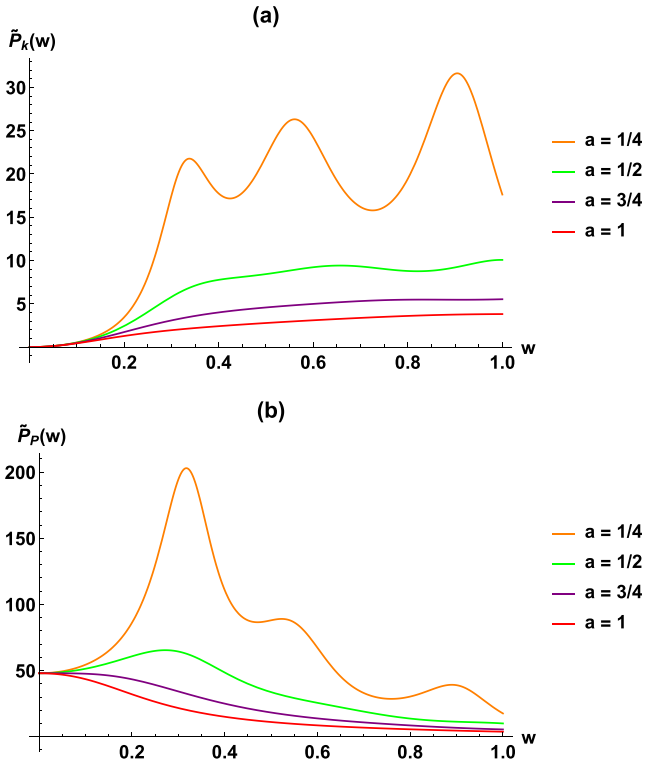 (a)
P̃k(w)
30
25
20
15
10
5
0.2 0.4 0.6 0.8 1.0 w
a = 1/4
a = 1/2
a = 3/4
a = 1
(b)
P̃P(w)
200
150
100
50
0.2 0.4 0.6 0.8 1.0 w
a = 1/4
a = 1/2
a = 3/4
a = 1